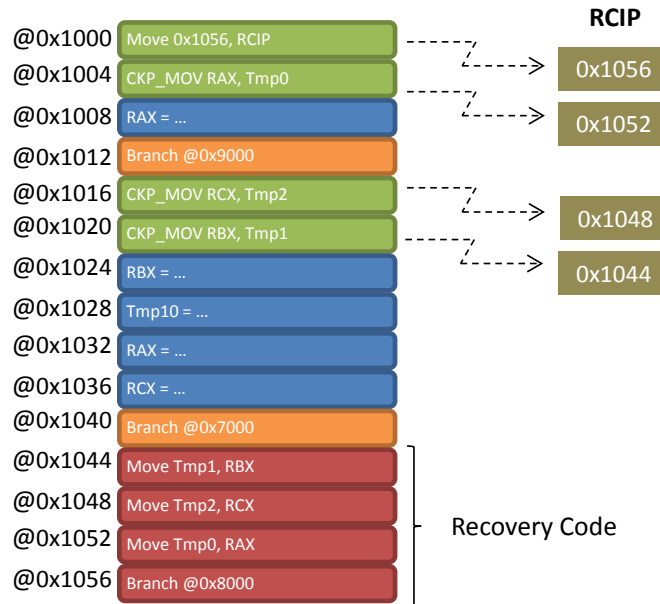 RCIP
@0x1000 Move 0x1056, RCIP
0x1056
@0x1004 CKP_MOV RAX, Tmp0
@0x1008 RAX = ...
0x1052
@0x1012 Branch @0x9000
@0x1016 CKP_MOV RCX, Tmp2
0x1048
@0x1020 CKP_MOV RBX, Tmp1
@0x1024 RBX = ...
0x1044
@0x1028 Tmp10 = ...
@0x1032 RAX = ...
@0x1036 RCX = ...
@0x1040 Branch @0x7000
@0x1044 Move Tmp1, RBX
@0x1048 Move Tmp2, RCX
Recovery Code
@0x1052 Move Tmp0, RAX
@0x1056 Branch @0x8000